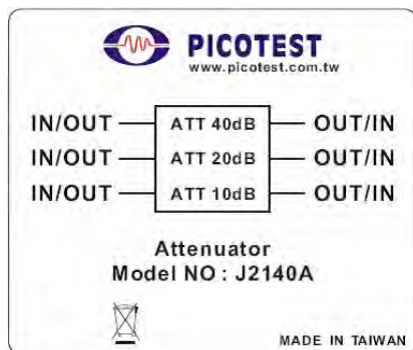 PICOTEST
www.picotest.com.tw
IN/OUT ATT 40dB OUT/IN
IN/OUT ATT 20dB OUT/IN
IN/OUT ATT 10dB OUT/IN
Attenuator
Model NO : J2140A
MADE IN TAIWAN